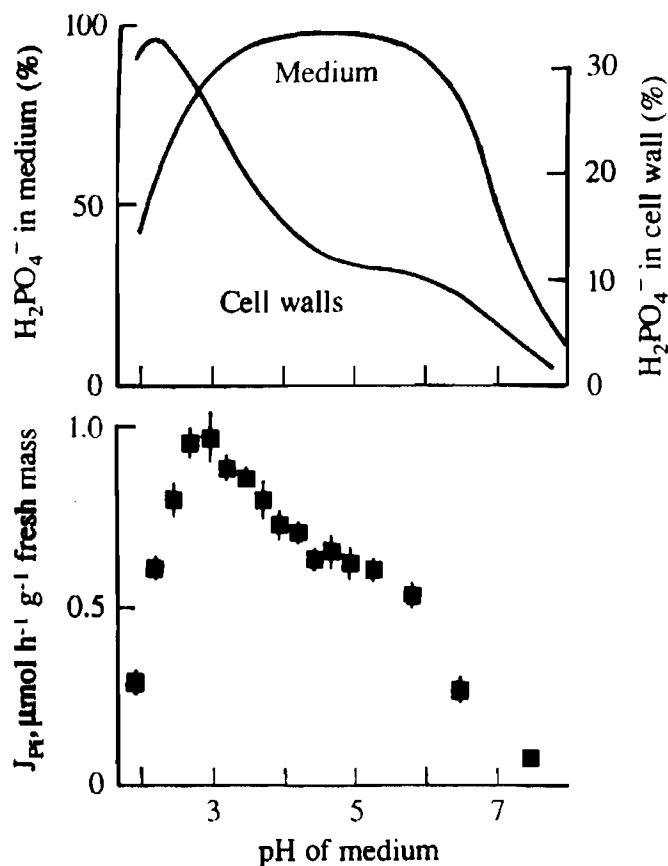 H₂PO₄⁻ in medium (%)
100
50
0
Medium
Cell walls
30
20
10
0
H₂PO₄⁻ in cell wall (%)
J_Pi, µmol h⁻¹ g⁻¹ fresh mass
1.0
0.5
0
3
5
7
pH of medium